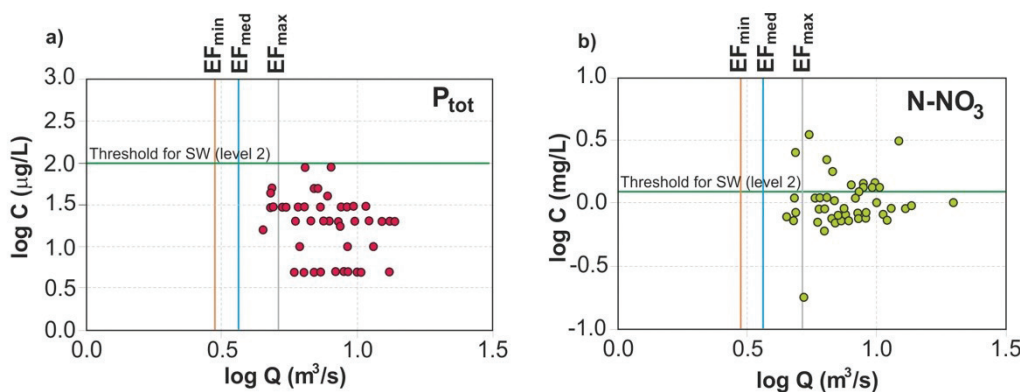 a)
EFmin
EFmed
EFmax
Ptot
Threshold for SW (level 2)
log C (µg/L)
3.0
2.5
2.0
1.5
1.0
0.5
0.0
0.0
0.5
1.0
1.5
log Q (m³/s)
b)
EFmin
EFmed
EFmax
N-NO₃
Threshold for SW (level 2)
log C (mg/L)
1.0
0.5
0.0
-0.5
-1.0
0.0
0.5
1.0
1.5
log Q (m³/s)